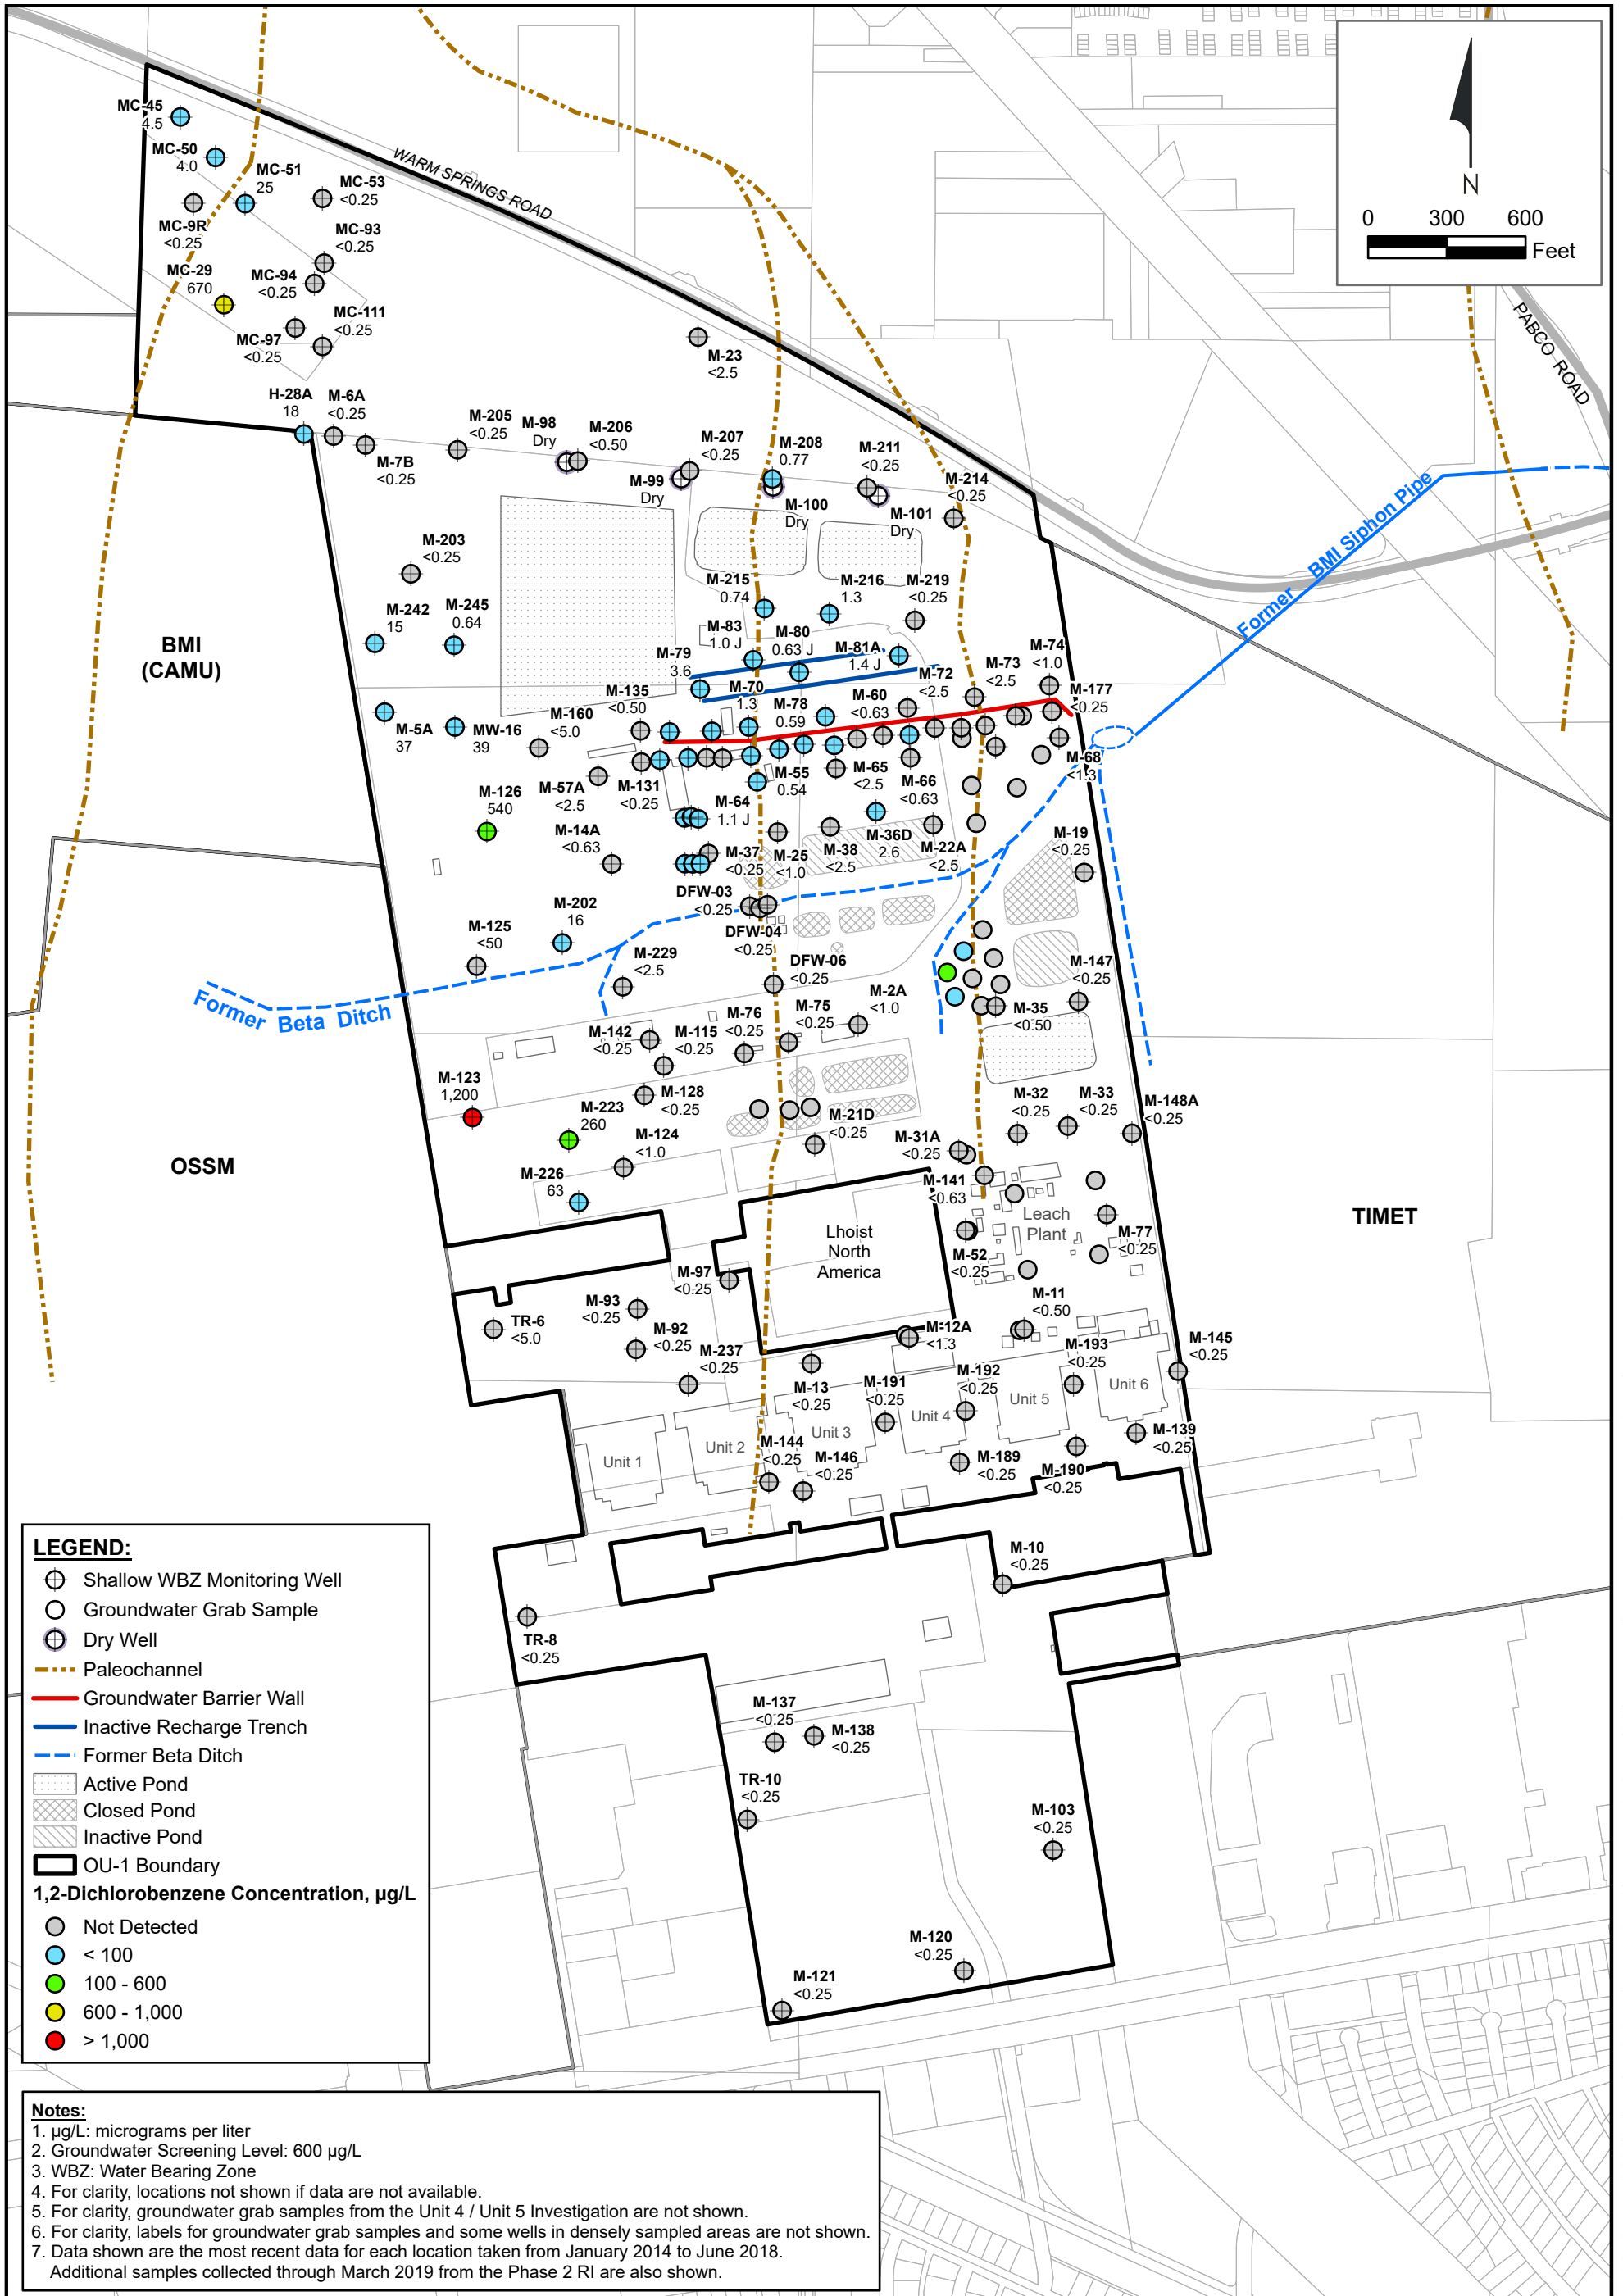 MC-45
4.5
MC-50
4.0
MC-51
25
MC-53
<0.25
MC-9R
<0.25
MC-93
<0.25
MC-29
670
MC-94
<0.25
MC-111
<0.25
MC-97
<0.25
WARM SPRINGS ROAD
N
0 300 600
Feet
PABCO ROAD
M-23
<2.5
H-28A
18
M-6A
<0.25
M-7B
<0.25
M-205
<0.25
M-98
Dry
M-206
<0.50
M-99
Dry
M-207
<0.25
M-208
0.77
M-100
Dry
M-211
<0.25
M-101
Dry
M-214
<0.25
Former BMI Siphon Pipe
M-203
<0.25
M-242
15
M-245
0.64
M-215
0.74
M-216
1.3
M-219
<0.25
BMI
(CAMU)
M-83
1.0 J
M-80
0.63 J
M-81A
1.4 J
M-79
3.6
M-70
1.3
M-72
<2.5
M-73
<2.5
M-74
<1.0
M-177
<0.25
M-5A
37
MW-16
39
M-160
<5.0
M-135
<0.50
M-78
0.59
M-60
<0.63
M-68
<1.3
M-126
540
M-57A
<2.5
M-131
<0.25
M-55
0.54
M-65
<2.5
M-66
<0.63
M-64
1.1 J
M-14A
<0.63
M-37
<0.25
M-25
<1.0
M-38
<2.5
M-36D
2.6
M-22A
<2.5
M-19
<0.25
M-125
<50
M-202
16
DFW-03
<0.25
DFW-04
<0.25
DFW-06
<0.25
M-229
<2.5
M-147
<0.25
Former Beta Ditch
M-142
<0.25
M-115
<0.25
M-76
<0.25
M-75
<0.25
M-2A
<1.0
M-35
<0.50
M-123
1,200
M-223
260
M-128
<0.25
M-124
<1.0
M-21D
<0.25
M-31A
<0.25
M-32
<0.25
M-33
<0.25
M-148A
<0.25
OSSM
M-226
63
M-141
<0.63
Leach
Plant
TIMET
Lhoist
North
America
M-52
<0.25
M-77
<0.25
M-97
<0.25
TR-6
<5.0
M-93
<0.25
M-92
<0.25
M-237
<0.25
M-12A
<1.3
M-11
<0.50
M-13
<0.25
M-191
<0.25
M-192
<0.25
M-193
<0.25
M-145
<0.25
Unit 1
Unit 2
Unit 3
Unit 4
Unit 5
Unit 6
M-144
<0.25
M-146
<0.25
M-189
<0.25
M-190
<0.25
M-139
<0.25
M-10
<0.25
TR-8
<0.25
M-137
<0.25
M-138
<0.25
TR-10
<0.25
M-103
<0.25
M-120
<0.25
M-121
<0.25
LEGEND:
Shallow WBZ Monitoring Well
Groundwater Grab Sample
Dry Well
Paleochannel
Groundwater Barrier Wall
Inactive Recharge Trench
Former Beta Ditch
Active Pond
Closed Pond
Inactive Pond
OU-1 Boundary
1,2-Dichlorobenzene Concentration, µg/L
Not Detected
< 100
100 - 600
600 - 1,000
> 1,000
Notes:
1. µg/L: micrograms per liter
2. Groundwater Screening Level: 600 µg/L
3. WBZ: Water Bearing Zone
4. For clarity, locations not shown if data are not available.
5. For clarity, groundwater grab samples from the Unit 4 / Unit 5 Investigation are not shown.
6. For clarity, labels for groundwater grab samples and some wells in densely sampled areas are not shown.
7. Data shown are the most recent data for each location taken from January 2014 to June 2018.
Additional samples collected through March 2019 from the Phase 2 RI are also shown.